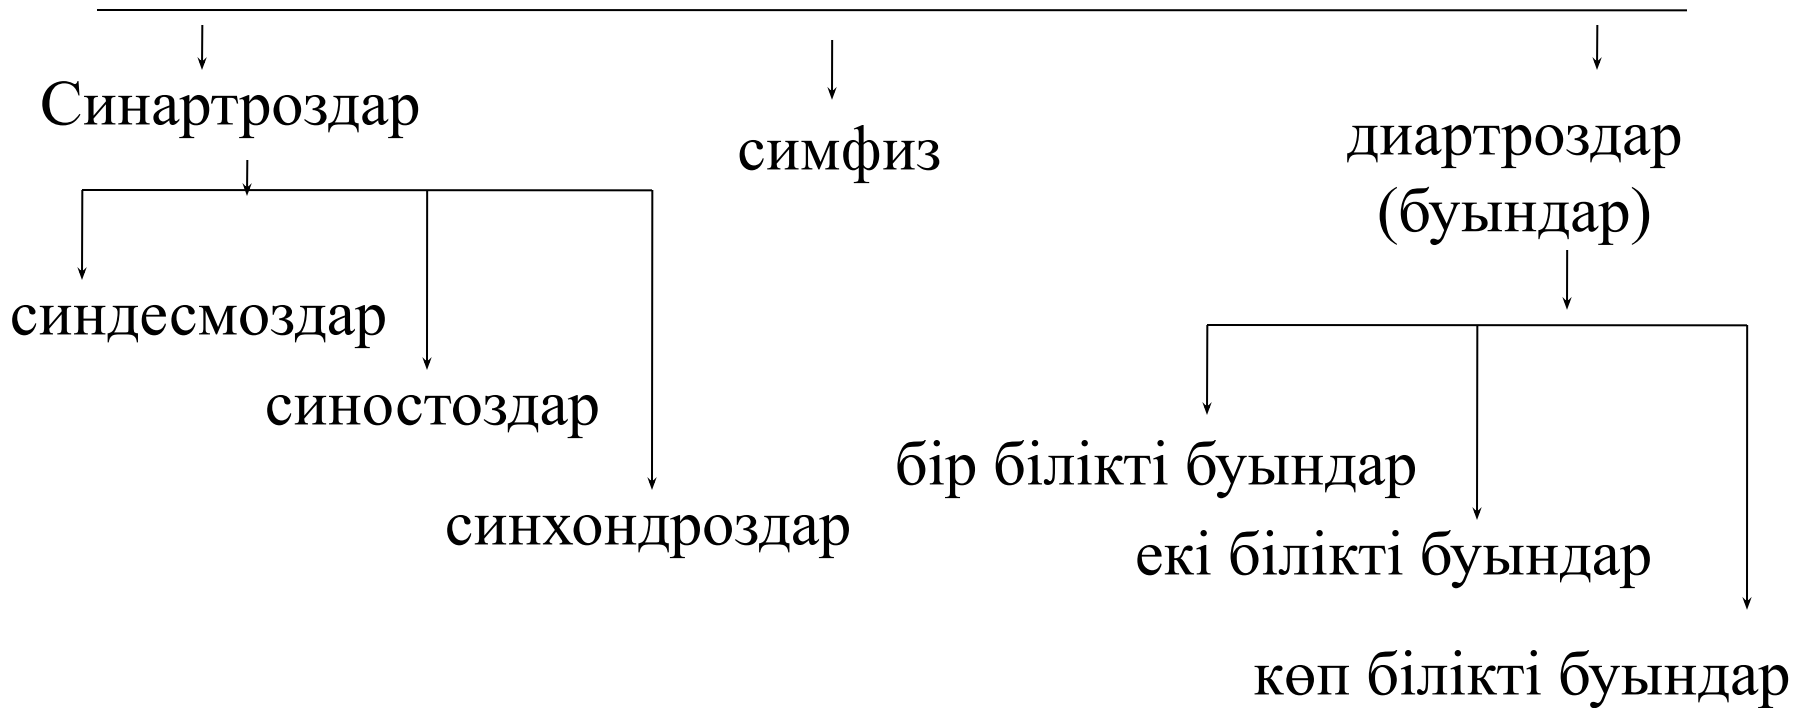 Синартроздар
симфиз
диартроздар
(буындар)
синдесмоздар
синостоздар
синхондроздар
бір білікті буындар
екі білікті буындар
көп білікті буындар